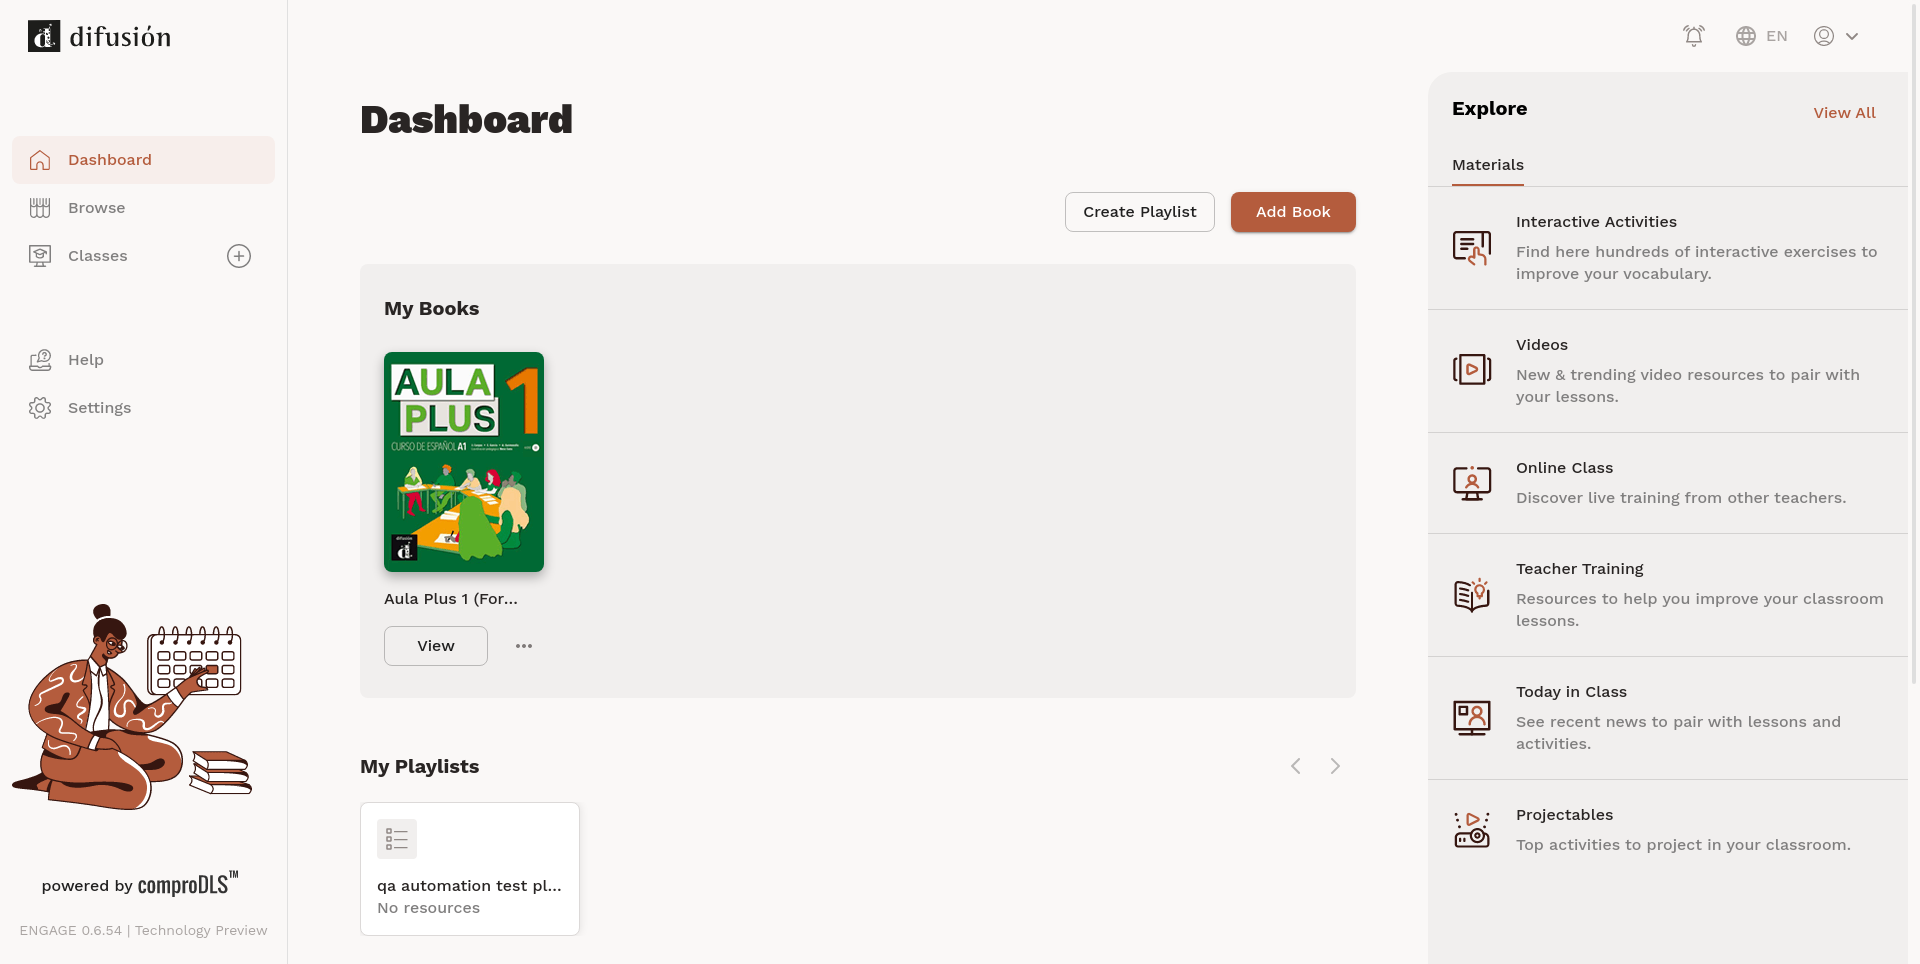 difusión
Dashboard
Browse
Classes
Help
Settings
powered by comproDLS™
ENGAGE 0.6.54 | Technology Preview
EN
Dashboard
Create Playlist
Add Book
My Books
AULA
PLUS 1
CURSO DE ESPAÑOL A1
difusión
Aula Plus 1 (For...
View
My Playlists
qa automation test pl...
No resources
Explore
View All
Materials
Interactive Activities
Find here hundreds of interactive exercises to
improve your vocabulary.
Videos
New & trending video resources to pair with
your lessons.
Online Class
Discover live training from other teachers.
Teacher Training
Resources to help you improve your classroom
lessons.
Today in Class
See recent news to pair with lessons and
activities.
Projectables
Top activities to project in your classroom.